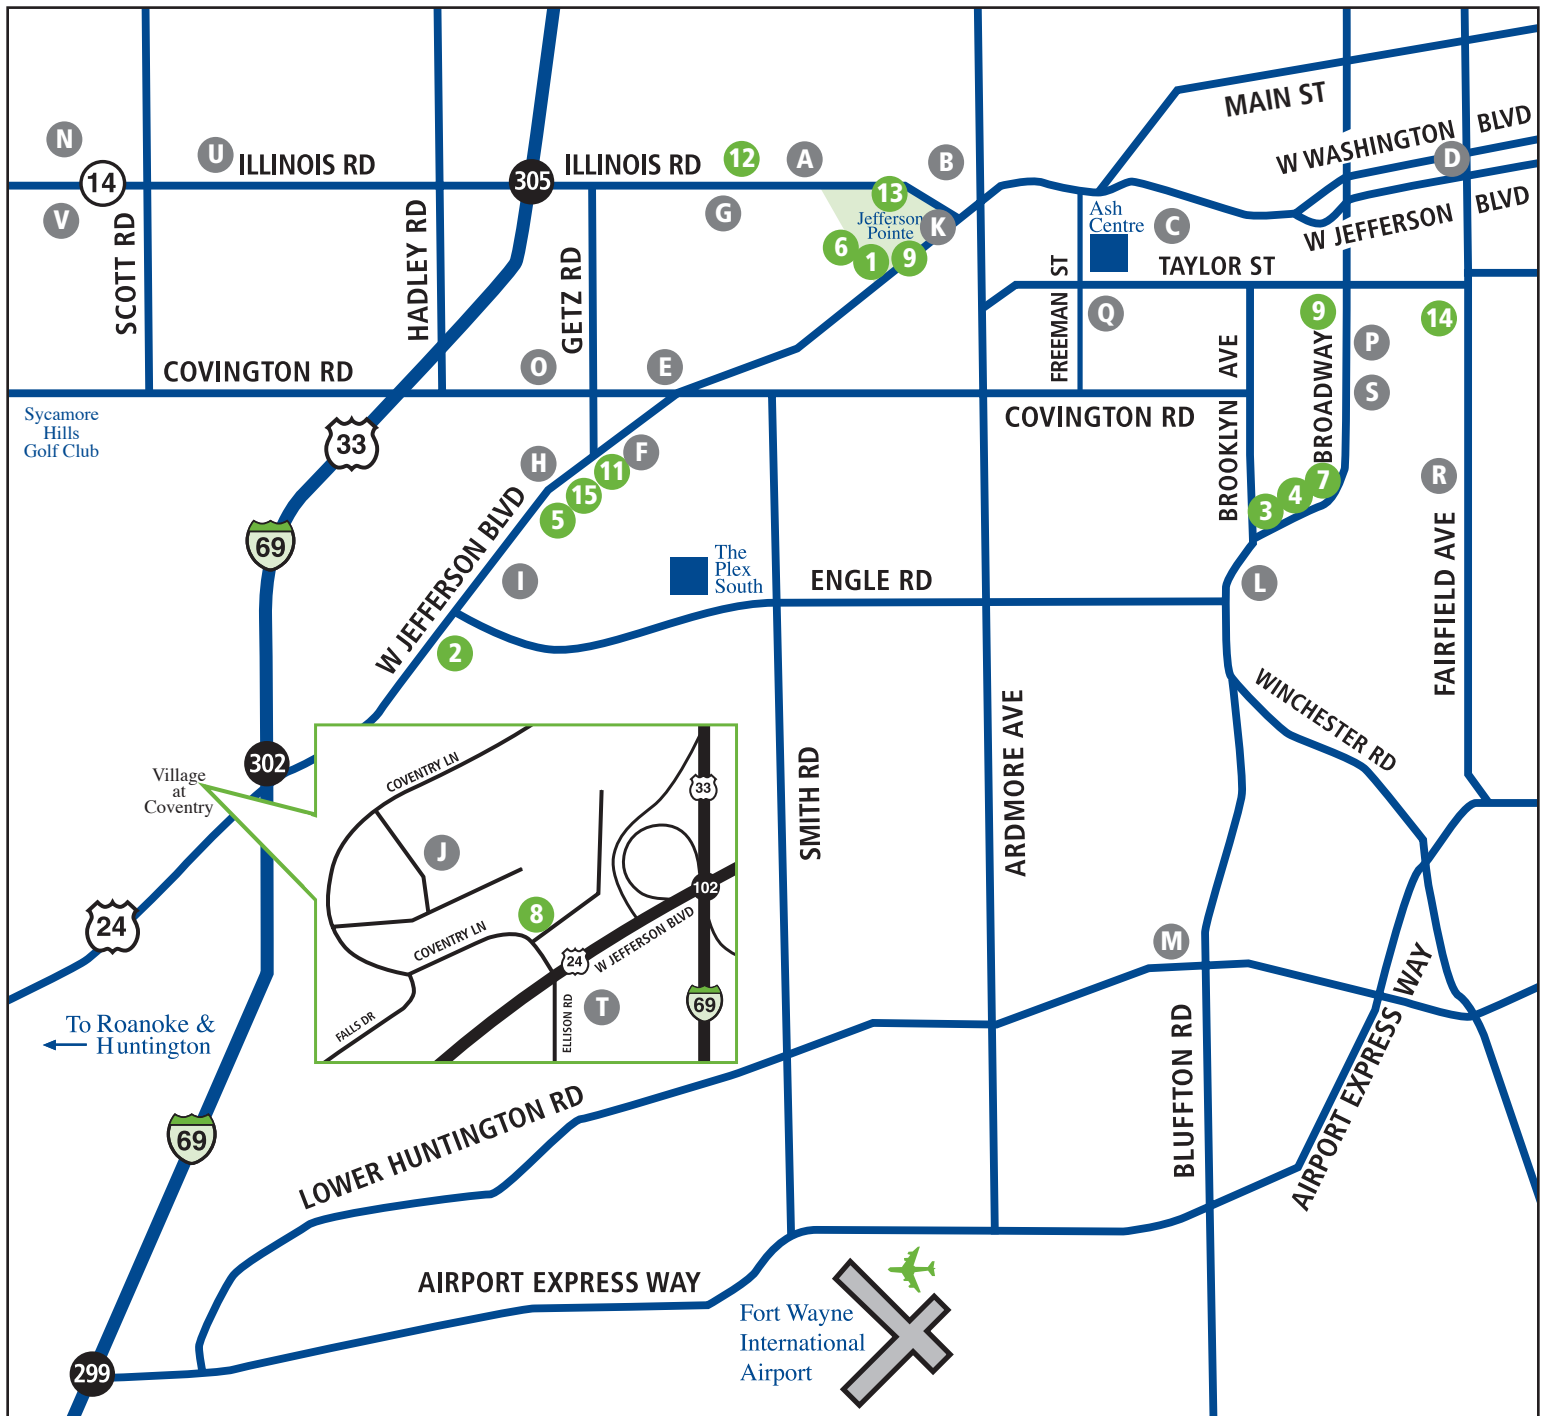 MAIN ST
W WASHINGTON BLVD
D
N
U
ILLINOIS RD
ILLINOIS RD
12
A
B
14
305
13
V
G
Jefferson
Pointe
K
6
1
9
Ash
Centre
C
W JEFFERSON BLVD
TAYLOR ST
SCOTT RD
HADLEY RD
GETZ RD
FREEMAN ST
Q
9
14
P
S
BROOKLYN AVE
BROADWAY
COVINGTON RD
O
E
COVINGTON RD
Sycamore
Hills
Golf Club
33
H
F
11
15
5
7
4
3
R
69
W JEFFERSON BLVD
I
The
Plex
South
ENGLE RD
L
FAIRFIELD AVE
2
WINCHESTER RD
ARDMORE AVE
SMITH RD
302
Village
at
Coventry
COVENTRY LN
33
J
102
8
COVENTRY LN
24
W JEFFERSON BLVD
T
69
ELLISON RD
FALLS DR
24
M
To Roanoke &
Huntington
BLUFFTON RD
AIRPORT EXPRESS WAY
69
LOWER HUNTINGTON RD
AIRPORT EXPRESS WAY
Fort Wayne
International
Airport
299